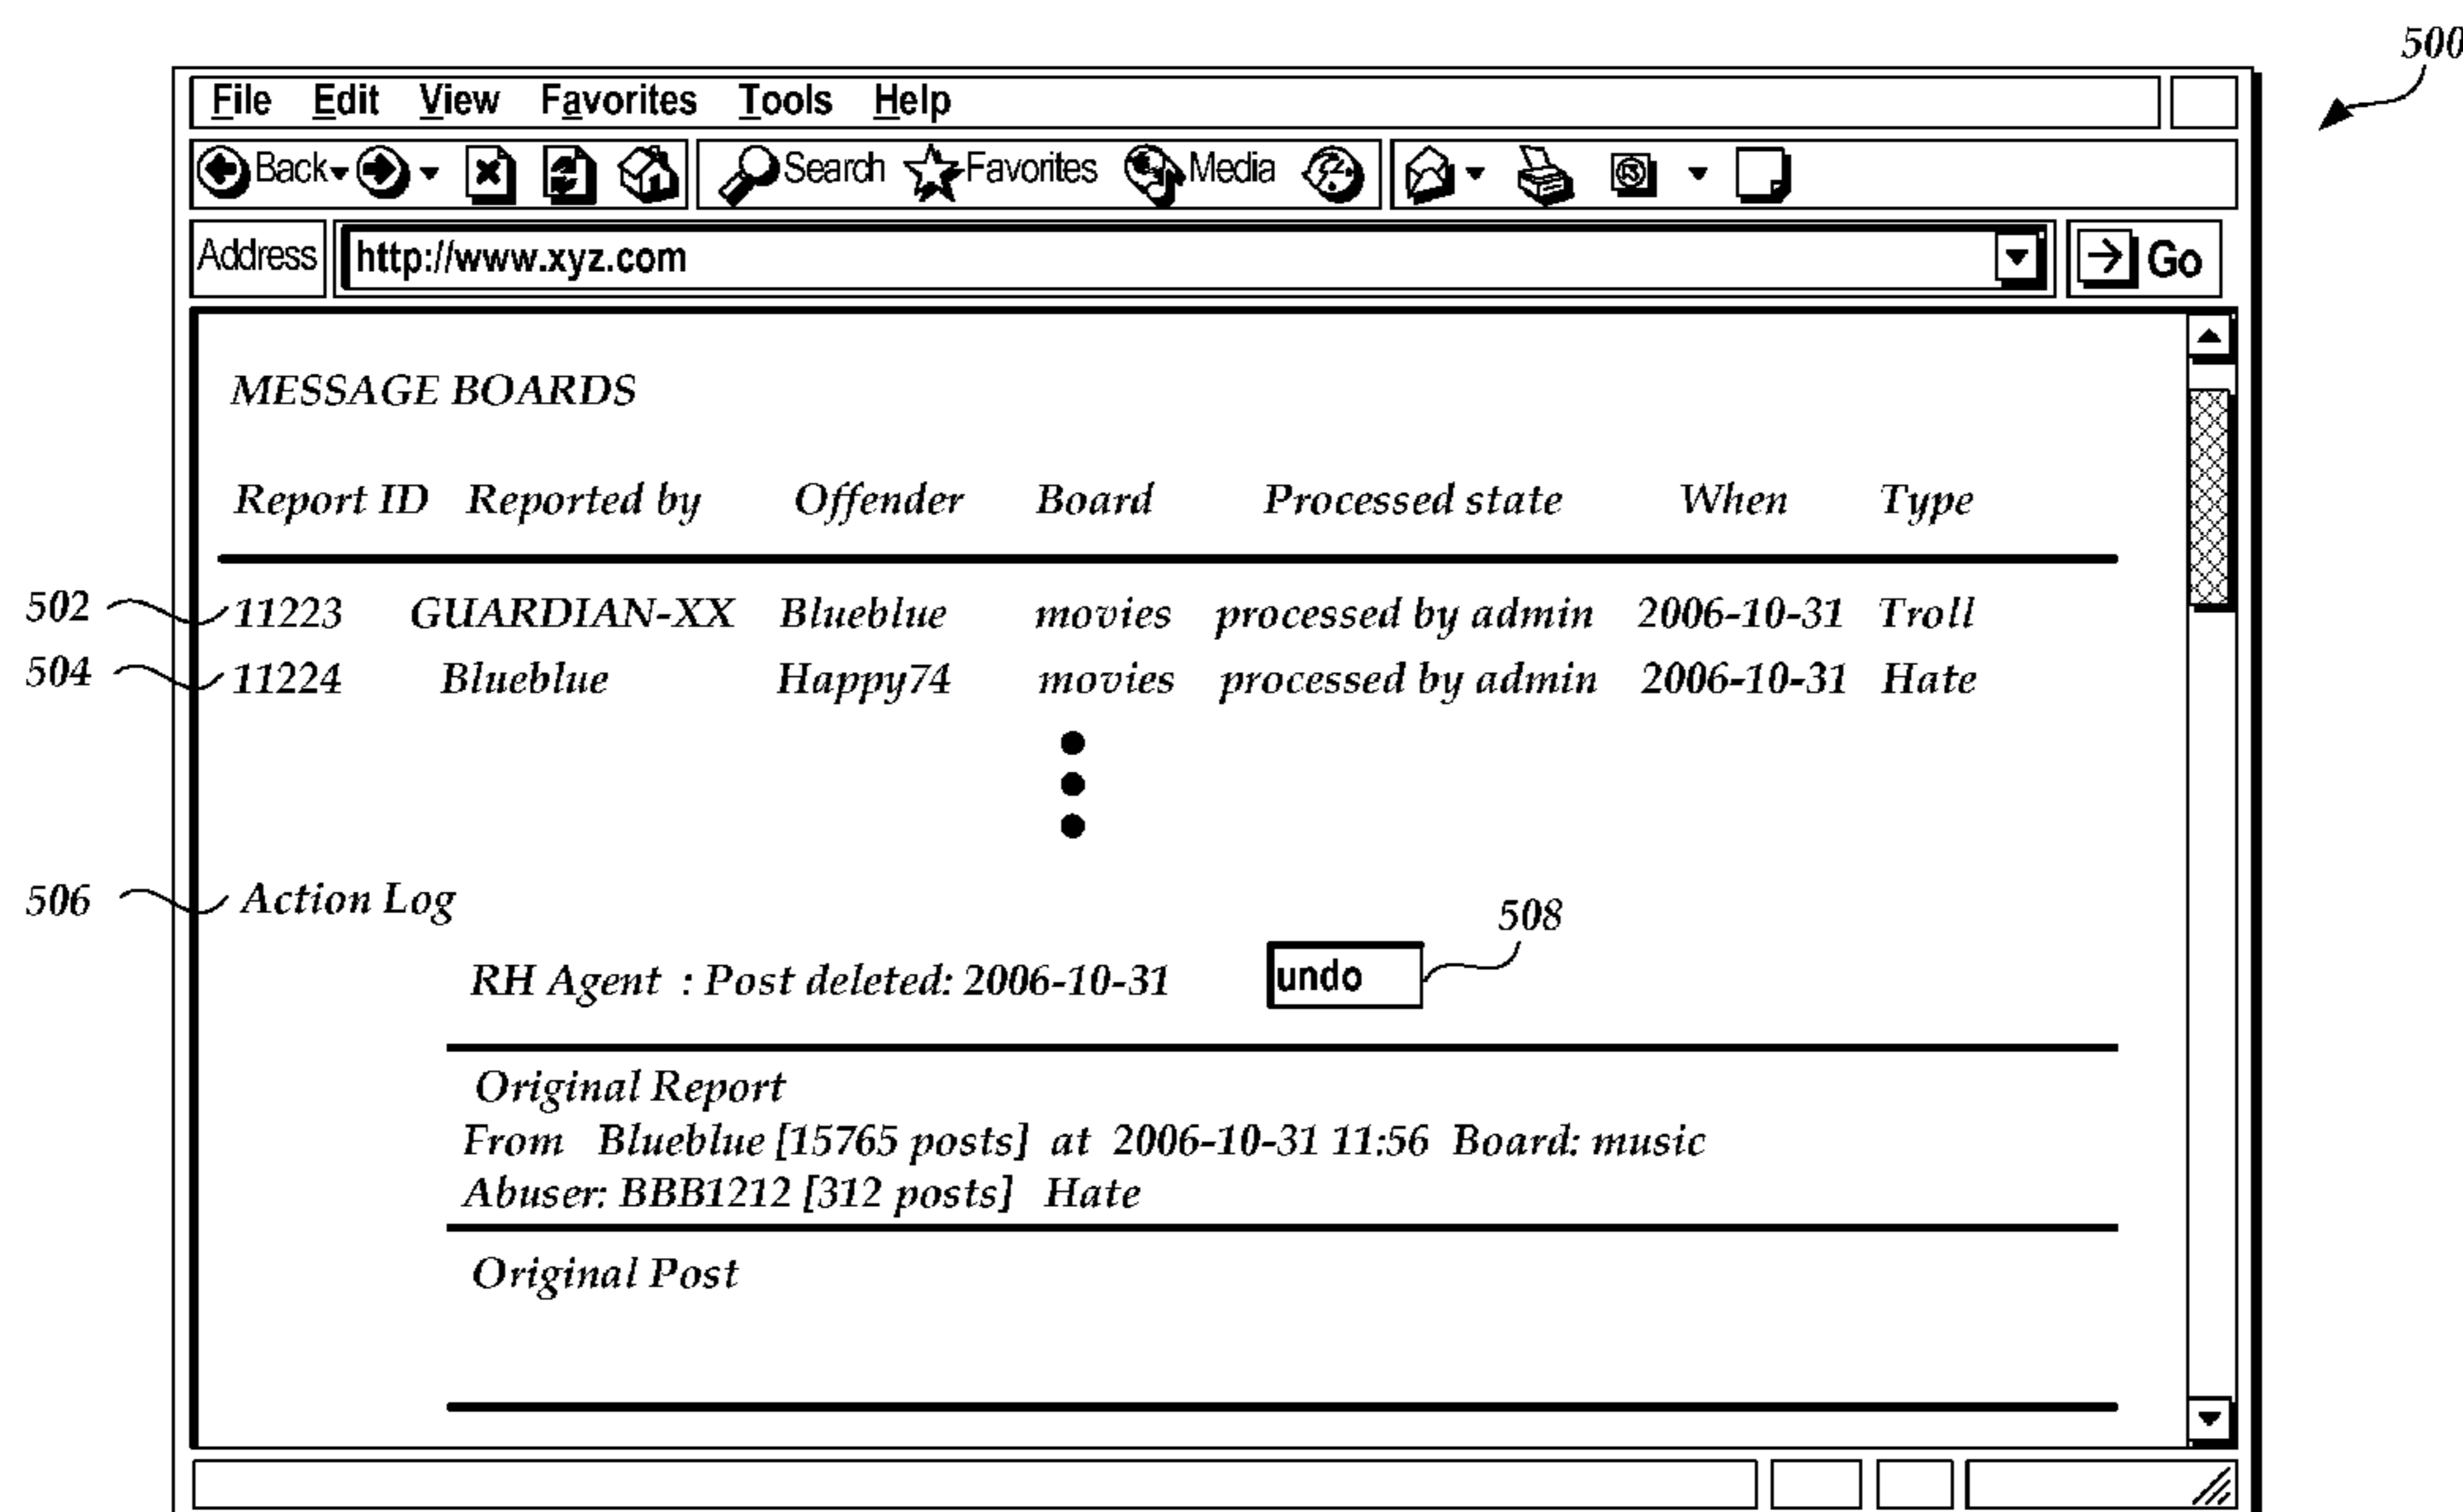 500
File Edit View Favorites Tools Help
Back Search Favorites Media
Address http://www.xyz.com Go
MESSAGE BOARDS
Report ID Reported by Offender Board Processed state When Type
502 11223 GUARDIAN-XX Blueblue movies processed by admin 2006-10-31 Troll
504 11224 Blueblue Happy74 movies processed by admin 2006-10-31 Hate
506 Action Log
508
RH Agent : Post deleted: 2006-10-31 undo
Original Report
From Blueblue [15765 posts] at 2006-10-31 11:56 Board: music
Abuser: BBB1212 [312 posts] Hate
Original Post